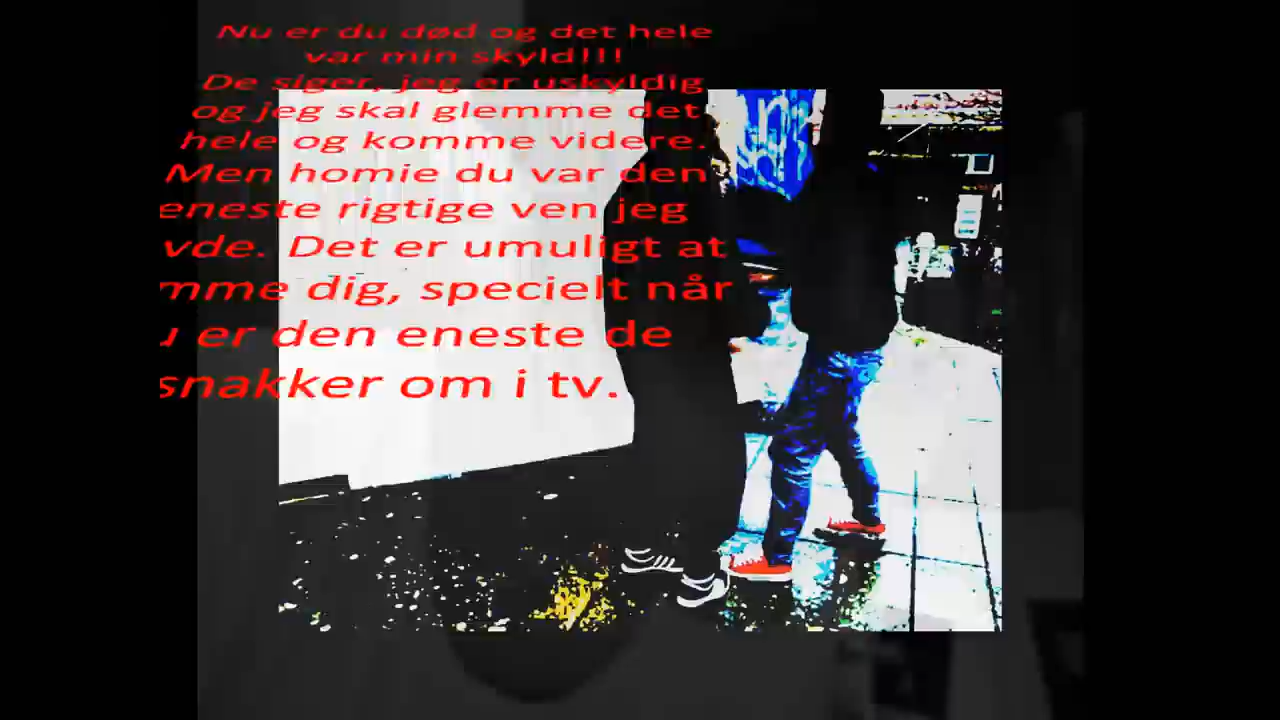 Nu er du død og det hele
var min skyld!!!
De siger, jeg er uskyldig
og jeg skal glemme det
hele og komme videre.
Men homie du var den
eneste rigtige ven jeg
vde. Det er umuligt at
mme dig, specielt når
u er den eneste de
snakker om i tv.